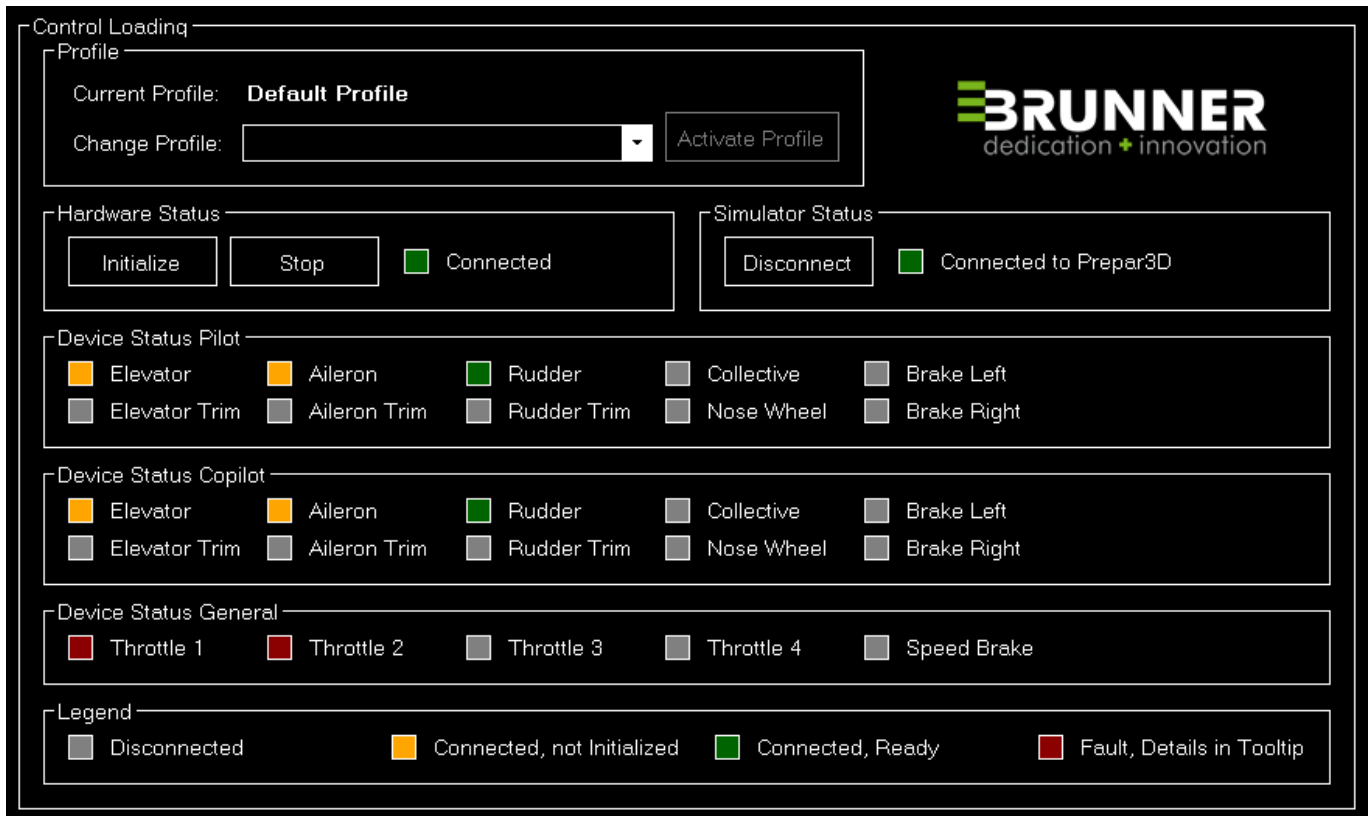 Control Loading
Profile
Current Profile: Default Profile
Change Profile: Activate Profile
BRUNNER
dedication + innovation
Hardware Status
Initialize Stop Connected
Simulator Status
Disconnect Connected to Prepar3D
Device Status Pilot
Elevator Aileron Rudder Collective Brake Left
Elevator Trim Aileron Trim Rudder Trim Nose Wheel Brake Right
Device Status Copilot
Elevator Aileron Rudder Collective Brake Left
Elevator Trim Aileron Trim Rudder Trim Nose Wheel Brake Right
Device Status General
Throttle 1 Throttle 2 Throttle 3 Throttle 4 Speed Brake
Legend
Disconnected Connected, not Initialized Connected, Ready Fault, Details in Tooltip